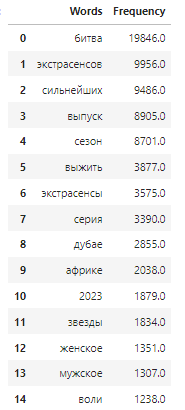 Words Frequency
0 битва 19846.0
1 экстрасенсов 9956.0
2 сильнейших 9486.0
3 выпуск 8905.0
4 сезон 8701.0
5 выжить 3877.0
6 экстрасенсы 3575.0
7 серия 3390.0
8 дубае 2855.0
9 африке 2038.0
10 2023 1879.0
11 звезды 1834.0
12 женское 1351.0
13 мужское 1307.0
14 воли 1238.0